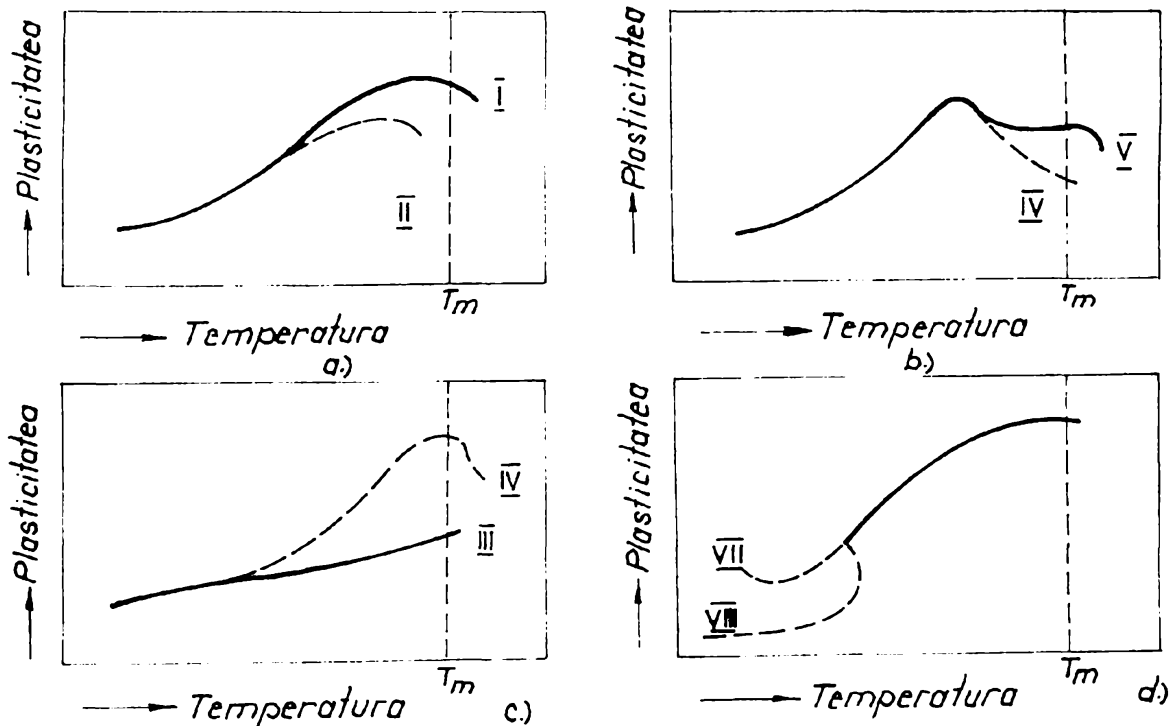 Plasticitatea
I
II
Tm
Temperatura
a.)
Plasticitatea
V
IV
Tm
Temperatura
b.)
Plasticitatea
IV
III
Tm
Temperatura
c.)
Plasticitatea
VII
VIII
Tm
Temperatura
d.)